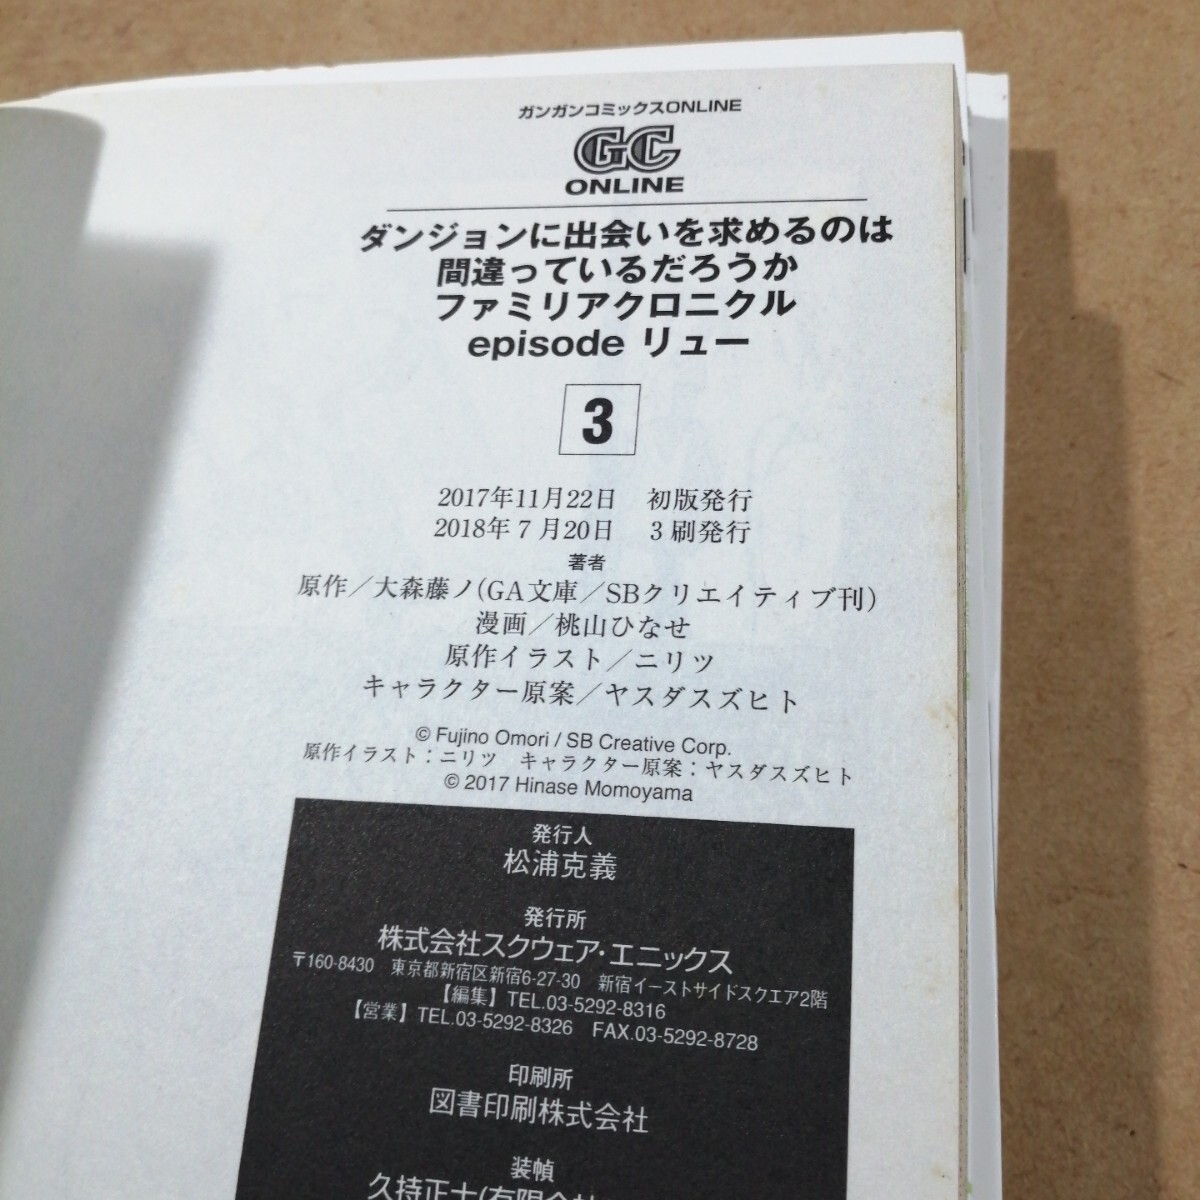 ガンガンコミックスONLINE
GC
ONLINE
ダンジョンに出会いを求めるのは
間違っているだろうか
ファミリアクロニクル
episode リュー
3
2017年11月22日 初版発行
2018年 7 月20日 3 刷発行
著者
原作／大森藤ノ(GA文庫／SBクリエイティブ刊)
漫画／桃山ひなせ
原作イラスト／ニリツ
キャラクター原案／ヤスダスズヒト
© Fujino Omori / SB Creative Corp.
原作イラスト：ニリツ キャラクター原案：ヤスダスズヒト
© 2017 Hinase Momoyama
発行人
松浦克義
発行所
株式会社スクウェア・エニックス
〒160-8430 東京都新宿区新宿6-27-30 新宿イーストサイドスクエア2階
【編集】TEL.03-5292-8316
【営業】TEL.03-5292-8326 FAX.03-5292-8728
印刷所
図書印刷株式会社
装幀
久持正士(有限会社